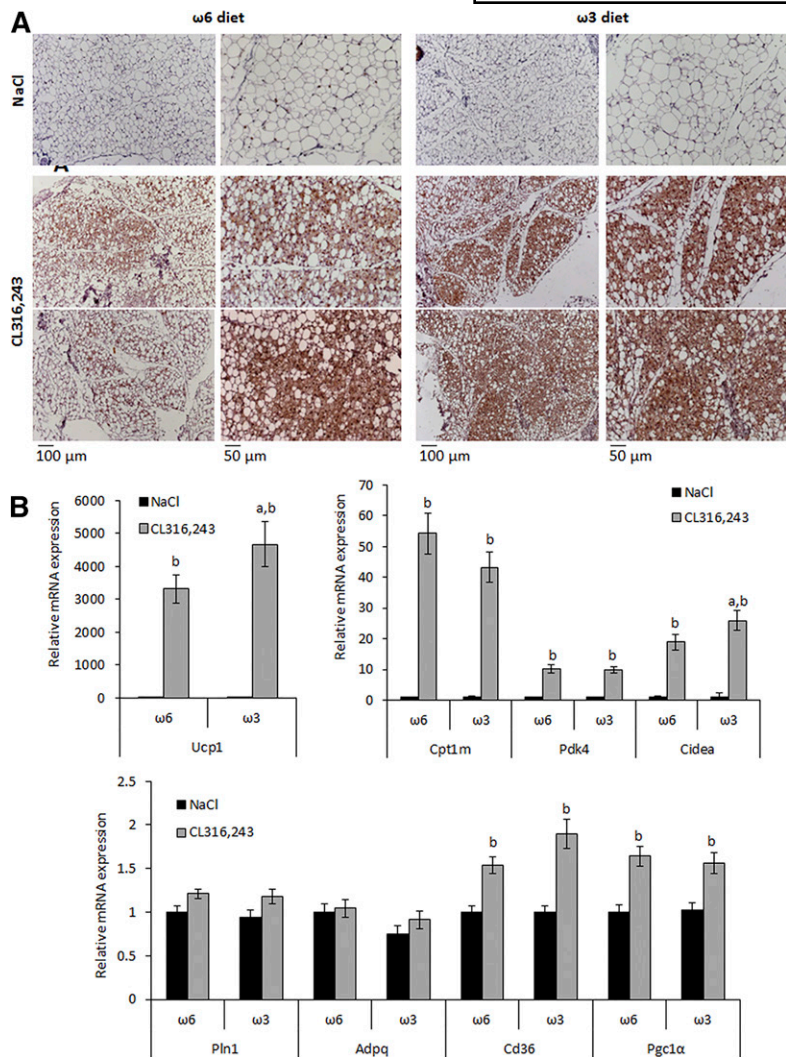 ω6 diet ω3 diet
A
NaCl
A
CL316,243
100 µm 50 µm 100 µm 50 µm
B
7000
6000
5000
4000
3000
2000
1000
0
Relative mRNA expression
NaCl
CL316,243
b a,b
ω6 ω3
Ucp1
70
60
50
40
30
20
10
0
Relative mRNA expression
NaCl
CL316,243
b b b b b a,b
ω6 ω3 ω6 ω3 ω6 ω3
Cpt1m Pdk4 Cidea
2.5
2
1.5
1
0.5
0
Relative mRNA expression
NaCl
CL316,243
b b b b
ω6 ω3 ω6 ω3 ω6 ω3 ω6 ω3
Pln1 Adpq Cd36 Pgc1α